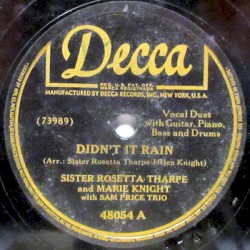 Decca
REG. U.S. PAT. OFF.
MARCA REGISTRADA
MANUFACTURED BY DECCA RECORDS, INC., NEW YORK, U.S.A.
Vocal Duet
with Guitar, Piano,
Bass and Drums
(73989)
DIDN'T IT RAIN
(Arr.: Sister Rosetta Tharpe-Helen Knight)
SISTER ROSETTA THARPE
and MARIE KNIGHT
with SAM PRICE TRIO
48054 A